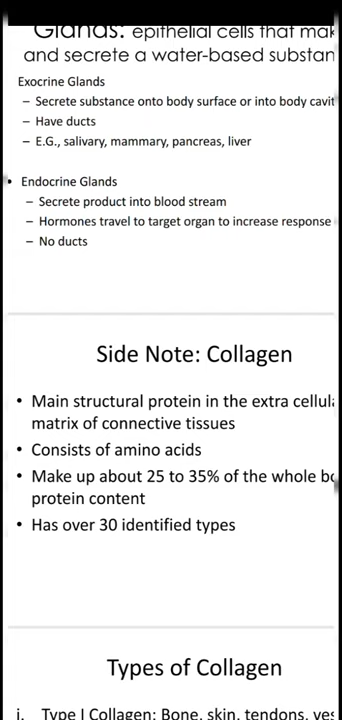 Glands: epithelial cells that mak
and secrete a water-based substan
Exocrine Glands
– Secrete substance onto body surface or into body cavit
– Have ducts
– E.G., salivary, mammary, pancreas, liver
• Endocrine Glands
– Secrete product into blood stream
– Hormones travel to target organ to increase response
– No ducts
Side Note: Collagen
• Main structural protein in the extra cellula
matrix of connective tissues
• Consists of amino acids
• Make up about 25 to 35% of the whole bo
protein content
• Has over 30 identified types
Types of Collagen
i. Type I Collagen: Bone, skin, tendons, ves